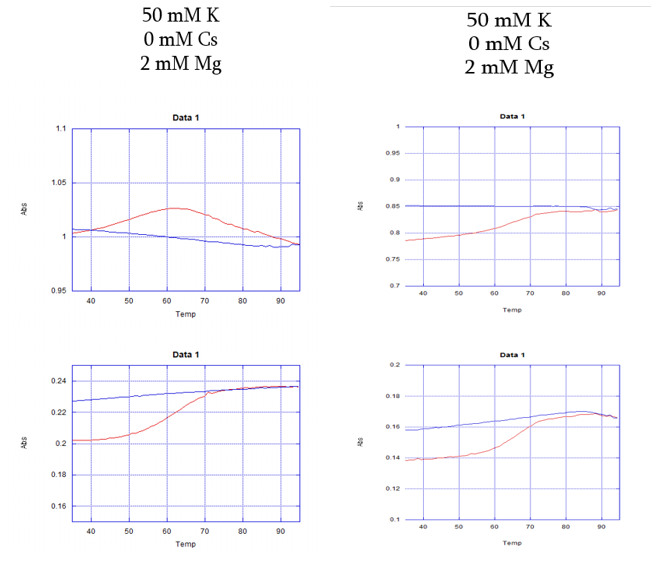 50 mM K
0 mM Cs
2 mM Mg
50 mM K
0 mM Cs
2 mM Mg
Data 1
1.1
1.05
1
0.95
Abs
40 50 60 70 80 90
Temp
Data 1
1
0.95
0.9
0.85
0.8
0.75
0.7
Abs
40 50 60 70 80 90
Temp
Data 1
0.24
0.22
0.2
0.18
0.16
Abs
40 50 60 70 80 90
Temp
Data 1
0.2
0.18
0.16
0.14
0.12
0.1
Abs
40 50 60 70 80 90
Temp